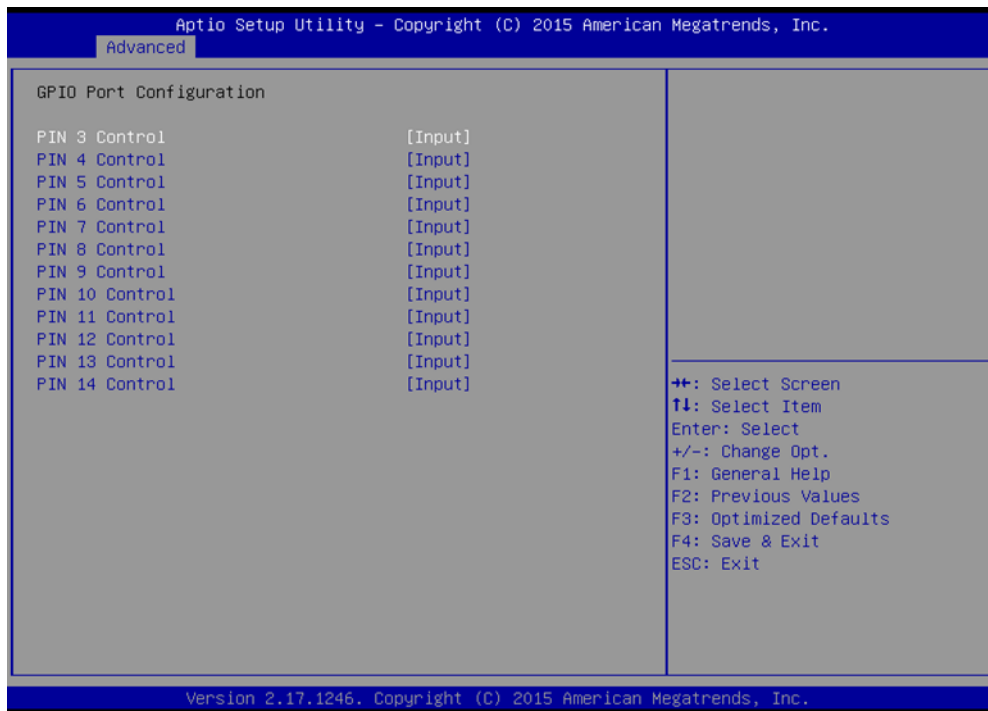 Aptio Setup Utility – Copyright (C) 2015 American Megatrends, Inc.
Advanced
GPIO Port Configuration
PIN 3 Control [Input]
PIN 4 Control [Input]
PIN 5 Control [Input]
PIN 6 Control [Input]
PIN 7 Control [Input]
PIN 8 Control [Input]
PIN 9 Control [Input]
PIN 10 Control [Input]
PIN 11 Control [Input]
PIN 12 Control [Input]
PIN 13 Control [Input]
PIN 14 Control [Input]
→←: Select Screen
↑↓: Select Item
Enter: Select
+/-: Change Opt.
F1: General Help
F2: Previous Values
F3: Optimized Defaults
F4: Save & Exit
ESC: Exit
Version 2.17.1246. Copyright (C) 2015 American Megatrends, Inc.